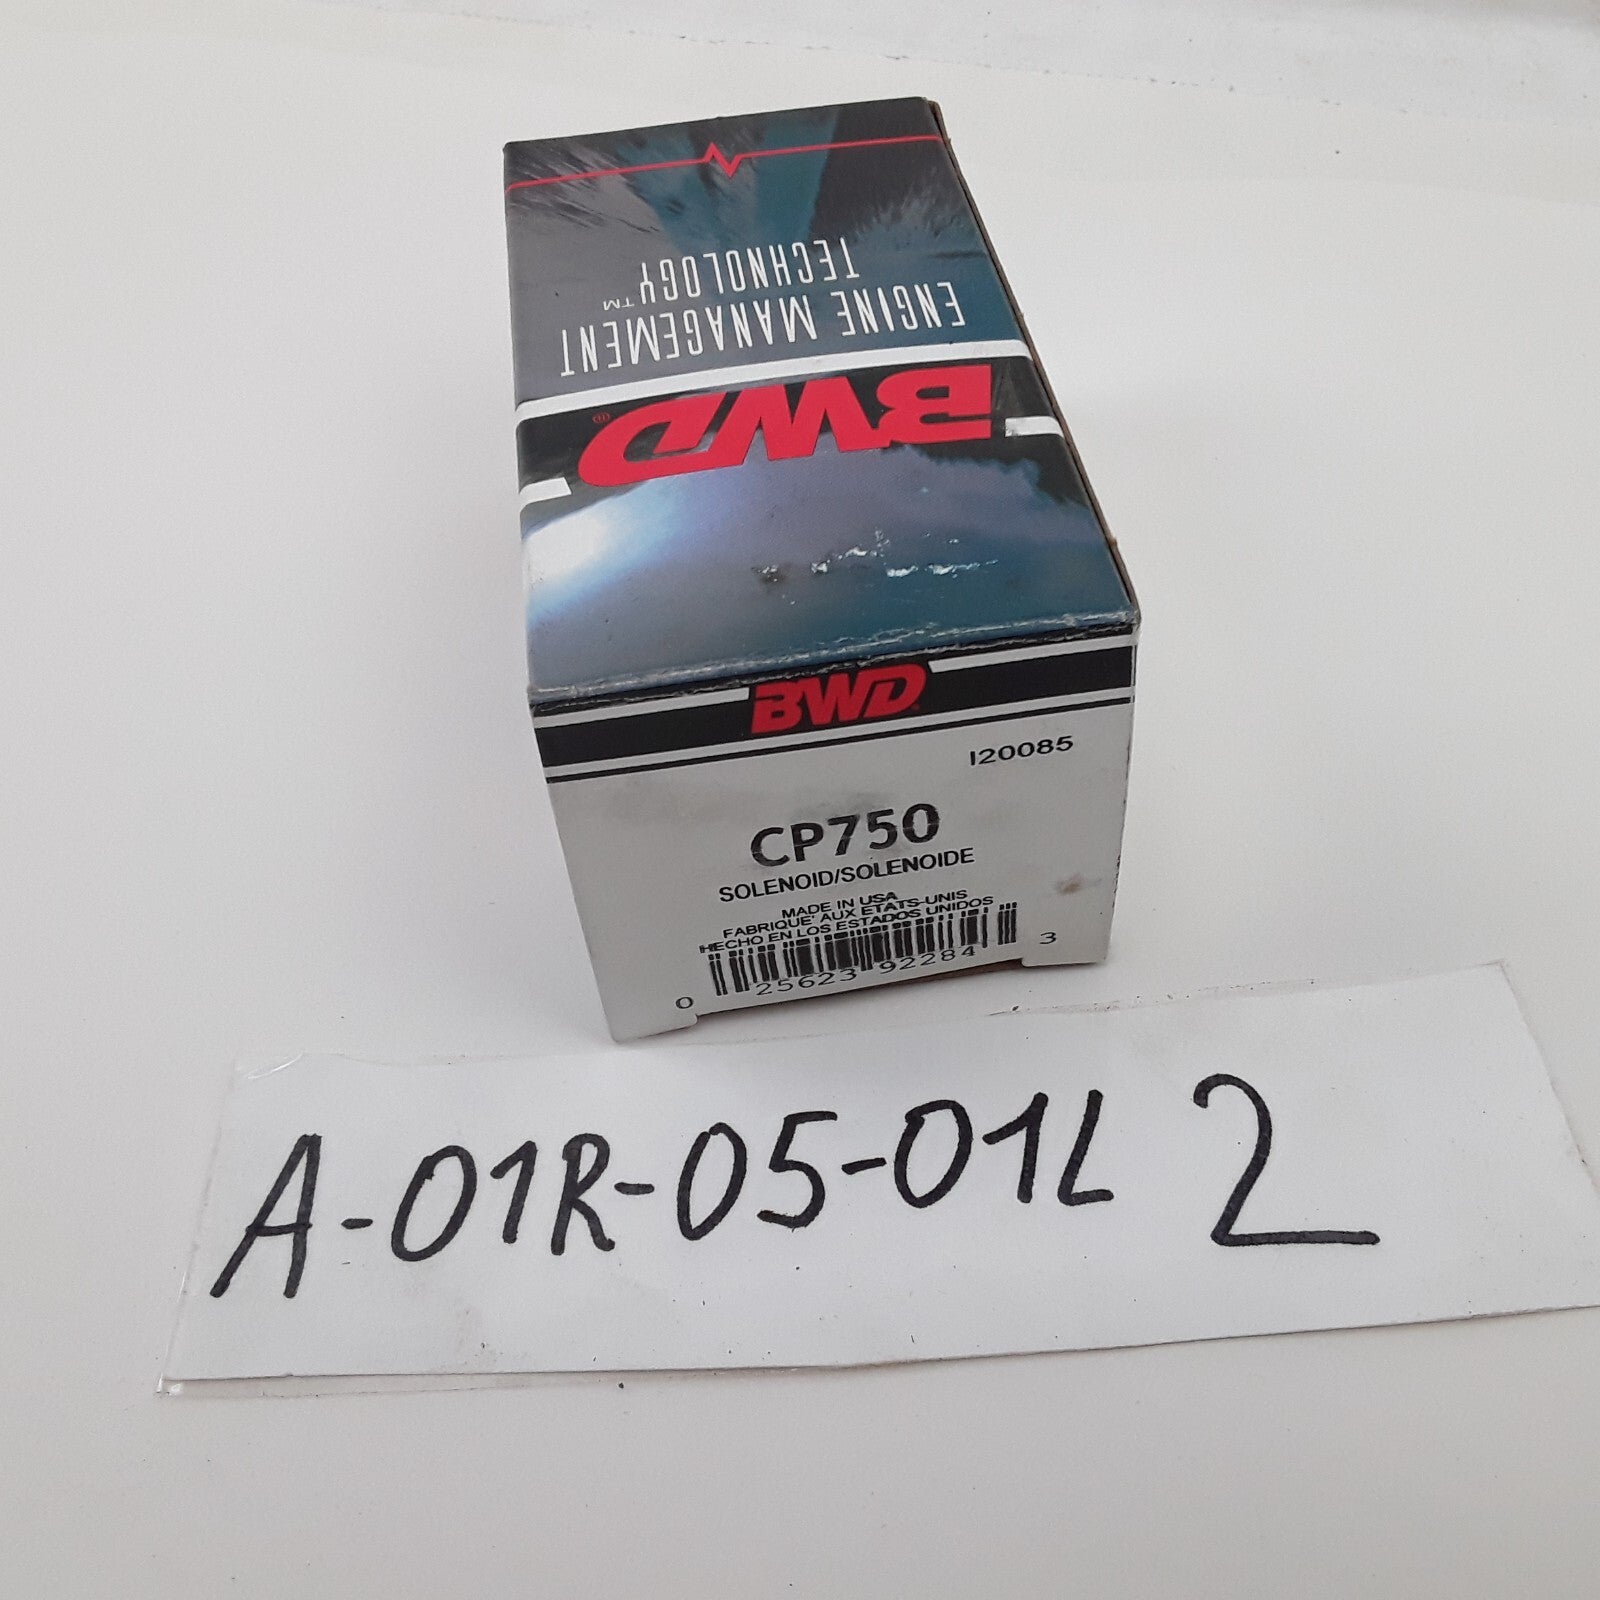 ENGINE MANAGEMENT
TECHNOLOGY™
BWD®
BWD®
I20085
CP750
SOLENOID/SOLENOIDE
MADE IN USA
FABRIQUE' AUX ETATS-UNIS
HECHO EN LOS ESTADOS UNIDOS
0 25623 92284 3
A-01R-05-01L 2